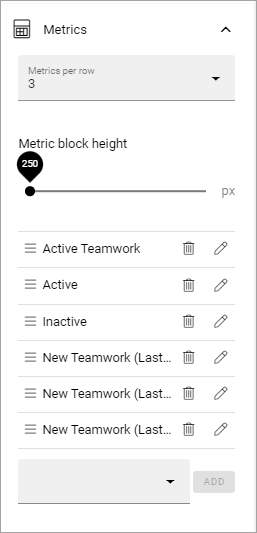 Metrics
Metrics per row
3
Metric block height
250
px
Active Teamwork
Active
Inactive
New Teamwork (Last...
New Teamwork (Last...
New Teamwork (Last...
ADD